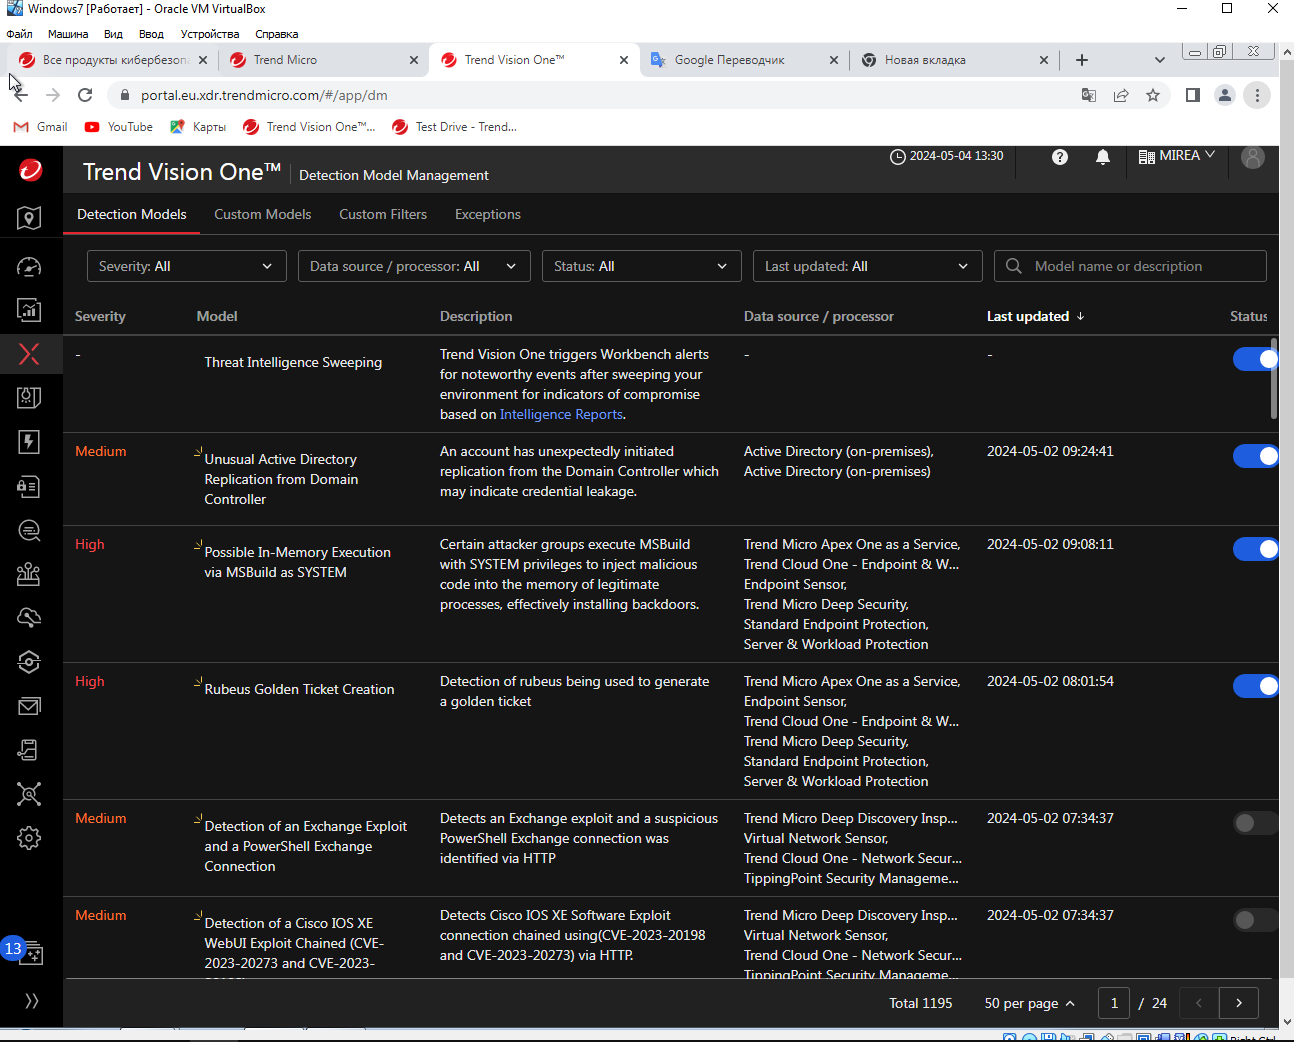 Windows7 [Работает] - Oracle VM VirtualBox
Файл Машина Вид Ввод Устройства Справка
Все продукты кибербезоп
Trend Micro
Trend Vision One™
Google Переводчик
Новая вкладка
portal.eu.xdr.trendmicro.com/#/app/dm
Gmail YouTube Карты Trend Vision One™... Test Drive - Trend...
Trend Vision One™ Detection Model Management 2024-05-04 13:30 MIREA
Detection Models Custom Models Custom Filters Exceptions
Severity: All Data source / processor: All Status: All Last updated: All Model name or description
Severity Model Description Data source / processor Last updated ↓ Status
- Threat Intelligence Sweeping
Trend Vision One triggers Workbench alerts
for noteworthy events after sweeping your
environment for indicators of compromise
based on Intelligence Reports.
- -
Medium
Unusual Active Directory
Replication from Domain
Controller
An account has unexpectedly initiated
replication from the Domain Controller which
may indicate credential leakage.
Active Directory (on-premises),
Active Directory (on-premises)
2024-05-02 09:24:41
High
Possible In-Memory Execution
via MSBuild as SYSTEM
Certain attacker groups execute MSBuild
with SYSTEM privileges to inject malicious
code into the memory of legitimate
processes, effectively installing backdoors.
Trend Micro Apex One as a Service,
Trend Cloud One - Endpoint & W...
Endpoint Sensor,
Trend Micro Deep Security,
Standard Endpoint Protection,
Server & Workload Protection
2024-05-02 09:08:11
High
Rubeus Golden Ticket Creation
Detection of rubeus being used to generate
a golden ticket
Trend Micro Apex One as a Service,
Endpoint Sensor,
Trend Cloud One - Endpoint & W...
Trend Micro Deep Security,
Standard Endpoint Protection,
Server & Workload Protection
2024-05-02 08:01:54
Medium
Detection of an Exchange Exploit
and a PowerShell Exchange
Connection
Detects an Exchange exploit and a suspicious
PowerShell Exchange connection was
identified via HTTP
Trend Micro Deep Discovery Insp...
Virtual Network Sensor,
Trend Cloud One - Network Secur...
TippingPoint Security Manageme...
2024-05-02 07:34:37
Medium
Detection of a Cisco IOS XE
WebUI Exploit Chained (CVE-
2023-20273 and CVE-2023-
Detects Cisco IOS XE Software Exploit
connection chained using(CVE-2023-20198
and CVE-2023-20273) via HTTP.
Trend Micro Deep Discovery Insp...
Virtual Network Sensor,
Trend Cloud One - Network Secur...
TippingPoint Security Manageme...
2024-05-02 07:34:37
13
Total 1195 50 per page 1 / 24
Right Ctrl